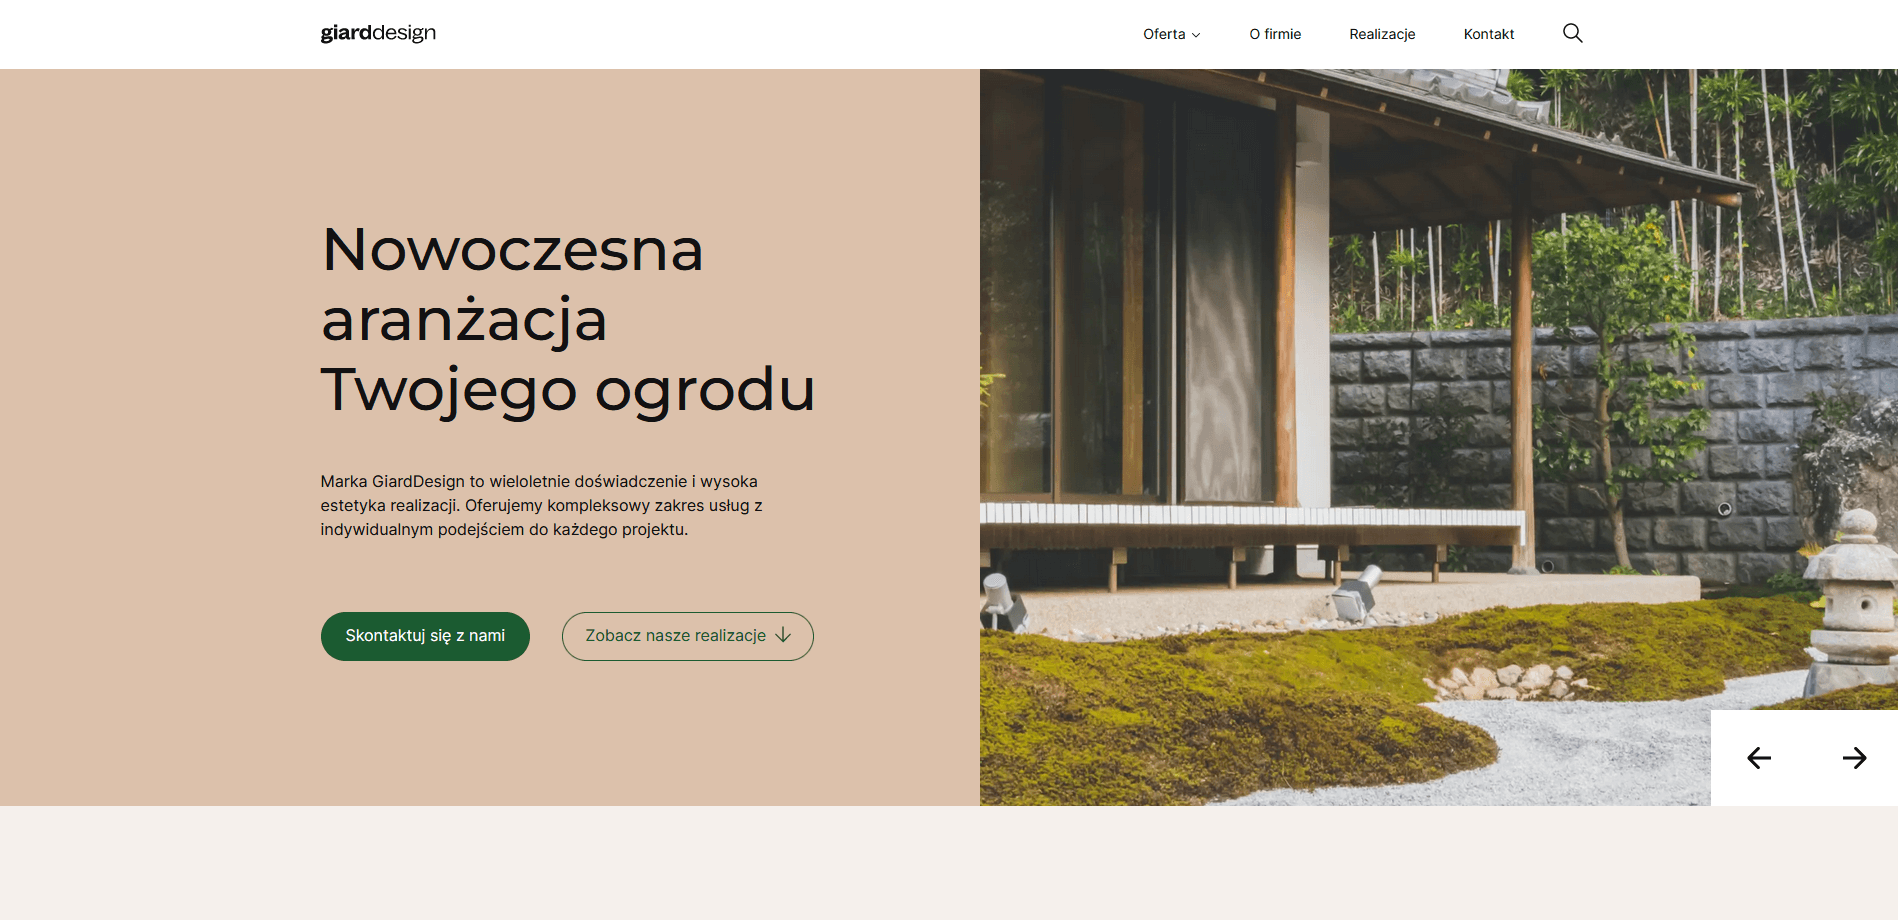 giarddesign
Oferta
O firmie
Realizacje
Kontakt
Nowoczesna
aranżacja
Twojego ogrodu
Marka GiardDesign to wieloletnie doświadczenie i wysoka
estetyka realizacji. Oferujemy kompleksowy zakres usług z
indywidualnym podejściem do każdego projektu.
Skontaktuj się z nami
Zobacz nasze realizacje